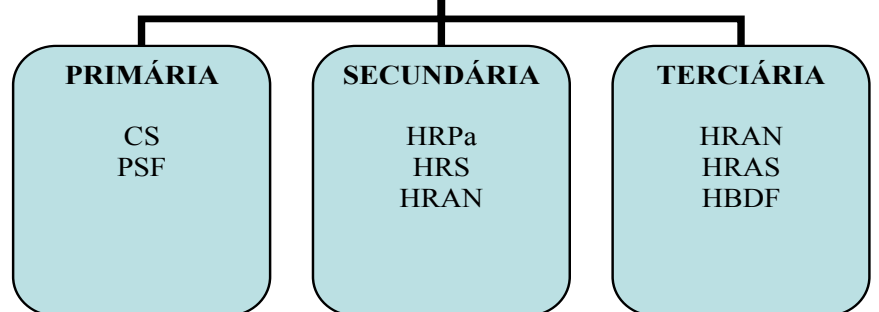 PRIMÁRIA
CS
PSF
SECUNDÁRIA
HRPa
HRS
HRAN
TERCIÁRIA
HRAN
HRAS
HBDF